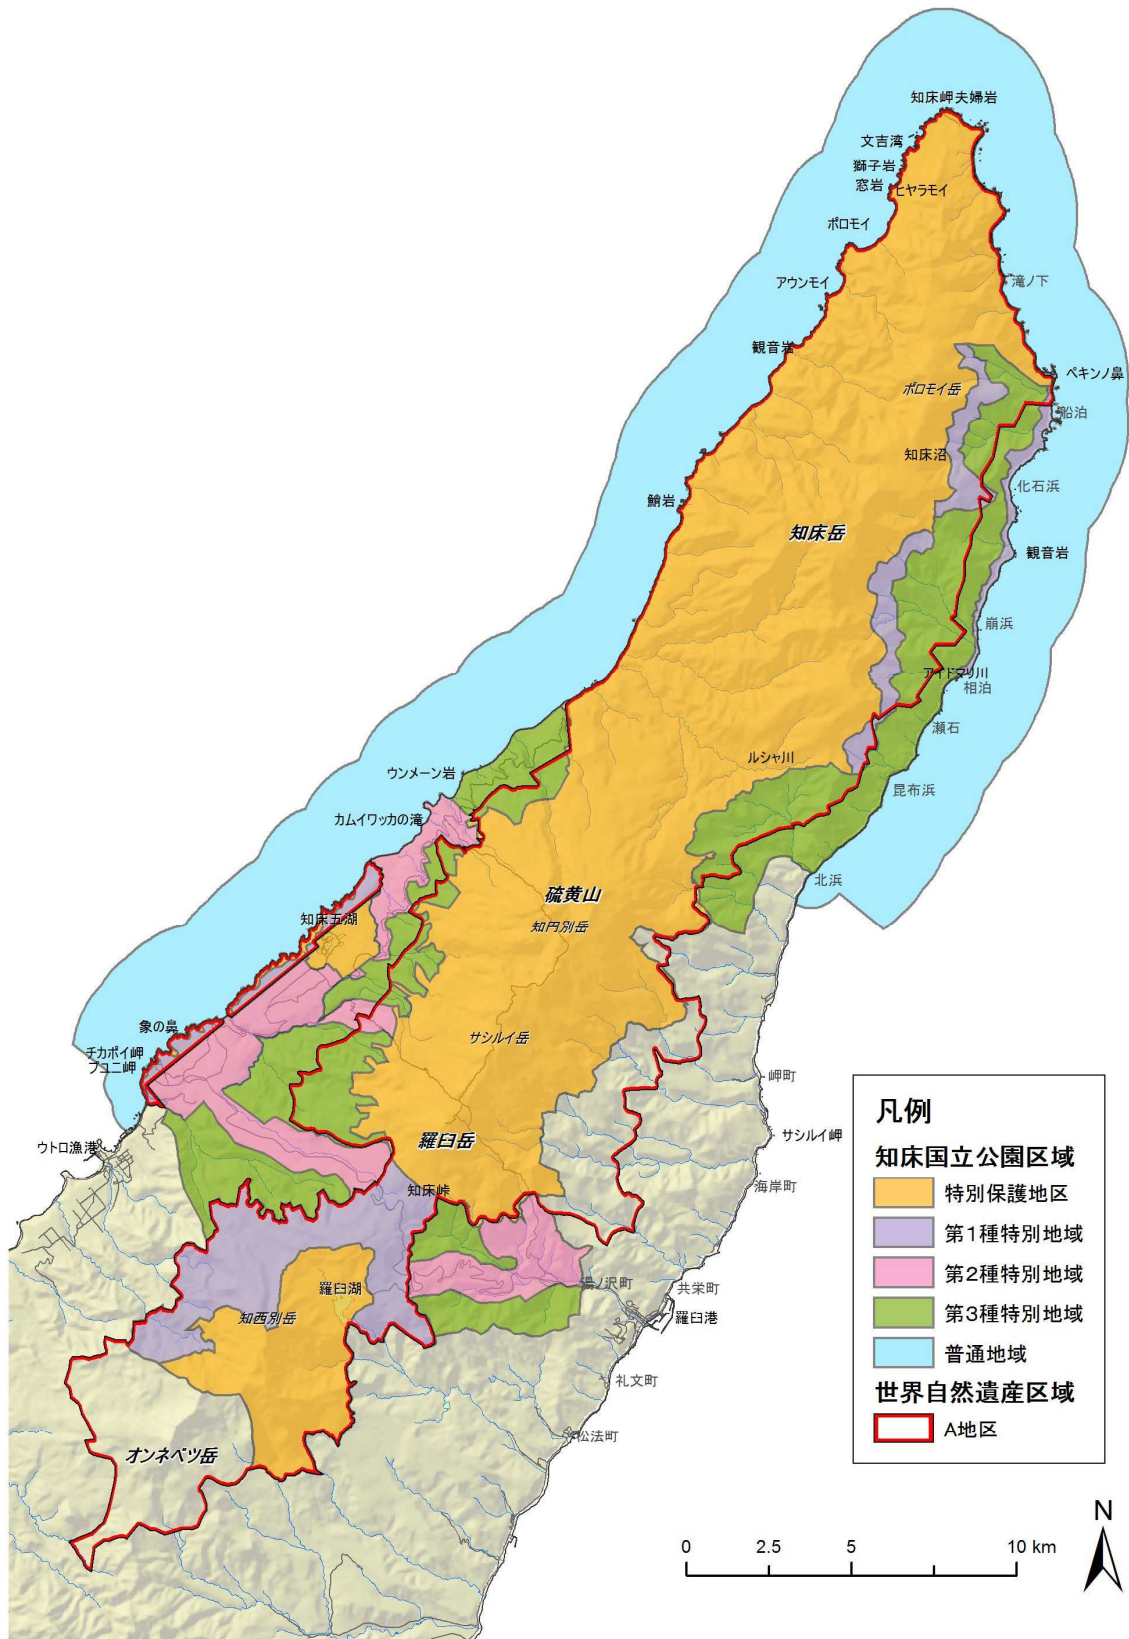 知床岬夫婦岩
文吉湾
獅子岩
窓岩
ヒヤラモイ
ポロモイ
アウンモイ
滝ノ下
観音岩
ペキンノ鼻
ポロモイ岳
船泊
知床沼
化石浜
鮹岩
知床岳
観音岩
崩浜
アイドマリ川
相泊
瀬石
ルシャ川
ウンメーン岩
昆布浜
カムイワッカの滝
北浜
硫黄山
知円別岳
知床五湖
象の鼻
サシルイ岳
チカポイ岬
フユニ岬
岬町
羅臼岳
サシルイ岬
ウトロ漁港
知床峠
海岸町
湯ノ沢町
共栄町
羅臼湖
羅臼港
知西別岳
礼文町
松法町
オンネベツ岳
凡例
知床国立公園区域
特別保護地区
第1種特別地域
第2種特別地域
第3種特別地域
普通地域
世界自然遺産区域
A地区
N
0 2.5 5 10 km